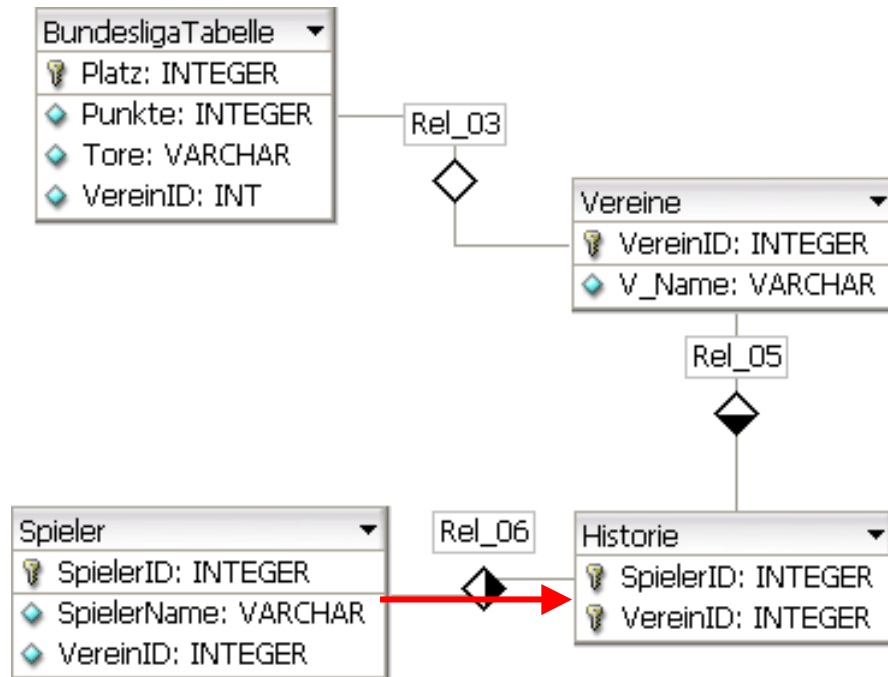 BundesligaTabelle
Platz: INTEGER
Punkte: INTEGER
Tore: VARCHAR
VereinID: INT
Rel_03
Vereine
VereinID: INTEGER
V_Name: VARCHAR
Rel_05
Spieler
SpielerID: INTEGER
SpielerName: VARCHAR
VereinID: INTEGER
Rel_06
Historie
SpielerID: INTEGER
VereinID: INTEGER